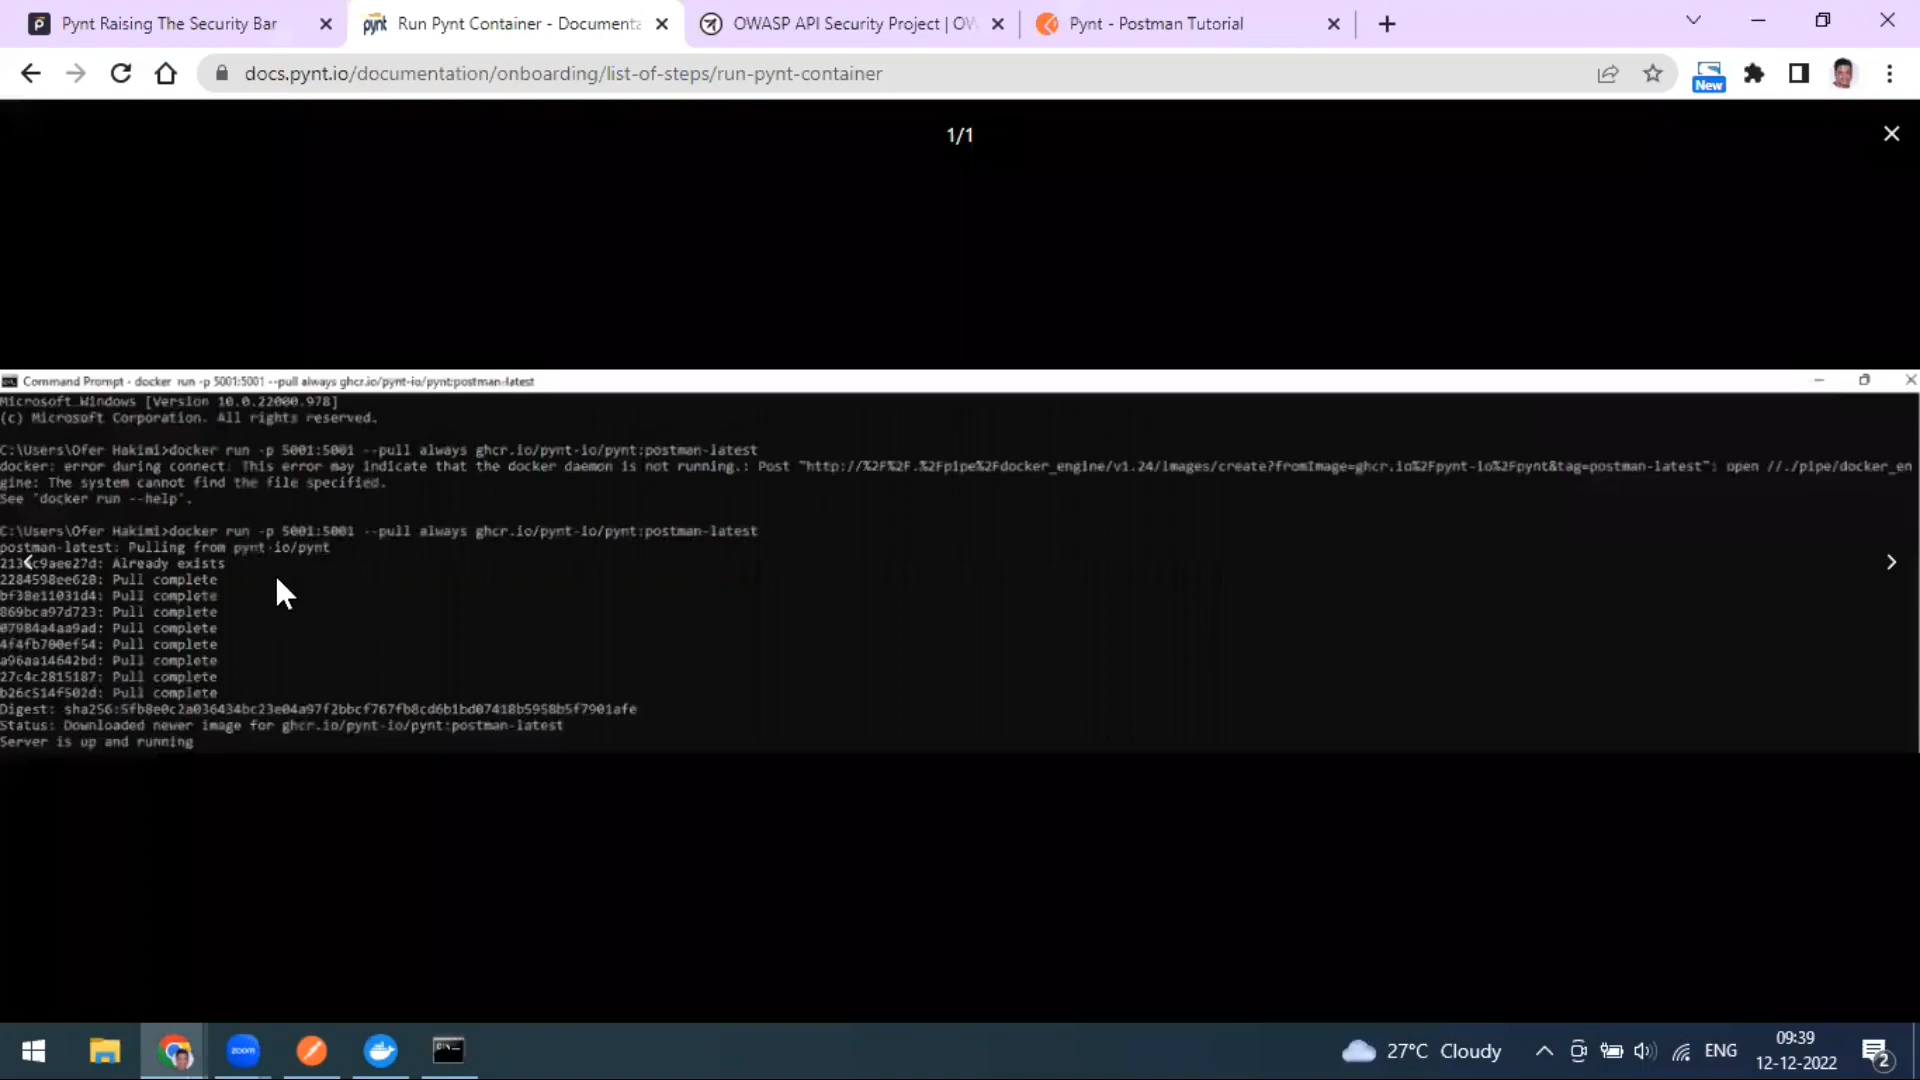 Pynt Raising The Security Bar
pynt Run Pynt Container - Documenta
OWASP API Security Project | OW
Pynt - Postman Tutorial
docs.pynt.io/documentation/onboarding/list-of-steps/run-pynt-container
New
1/1
Command Prompt - docker run -p 5001:5001 --pull always ghcr.io/pynt-io/pynt:postman-latest
Microsoft Windows [Version 10.0.22000.978]
(c) Microsoft Corporation. All rights reserved.
C:\Users\Ofer Hakimi>docker run -p 5001:5001 --pull always ghcr.io/pynt-io/pynt:postman-latest
docker: error during connect: This error may indicate that the docker daemon is not running.: Post "http://%2F%2F.%2Fpipe%2Fdocker_engine/v1.24/images/create?fromImage=ghcr.io%2Fpynt-io%2Fpynt&tag=postman-latest": open //./pipe/docker_en
gine: The system cannot find the file specified.
See 'docker run --help'.
C:\Users\Ofer Hakimi>docker run -p 5001:5001 --pull always ghcr.io/pynt-io/pynt:postman-latest
postman-latest: Pulling from pynt-io/pynt
Already exists
2284598ee620: Pull complete
bf38e11031d4: Pull complete
869bca97d723: Pull complete
07984a4aa9ad: Pull complete
4f4fb700ef54: Pull complete
a96aa14642bd: Pull complete
27c4c2815187: Pull complete
b26c514f502d: Pull complete
Digest: sha256:5fb8e0c2a036434bc23e04a97f2bbcf767fb8cd6b1bd07418b5958b5f7901afe
Status: Downloaded newer image for ghcr.io/pynt-io/pynt:postman-latest
Server is up and running
zoom
27°C Cloudy
ENG
09:39
12-12-2022
2